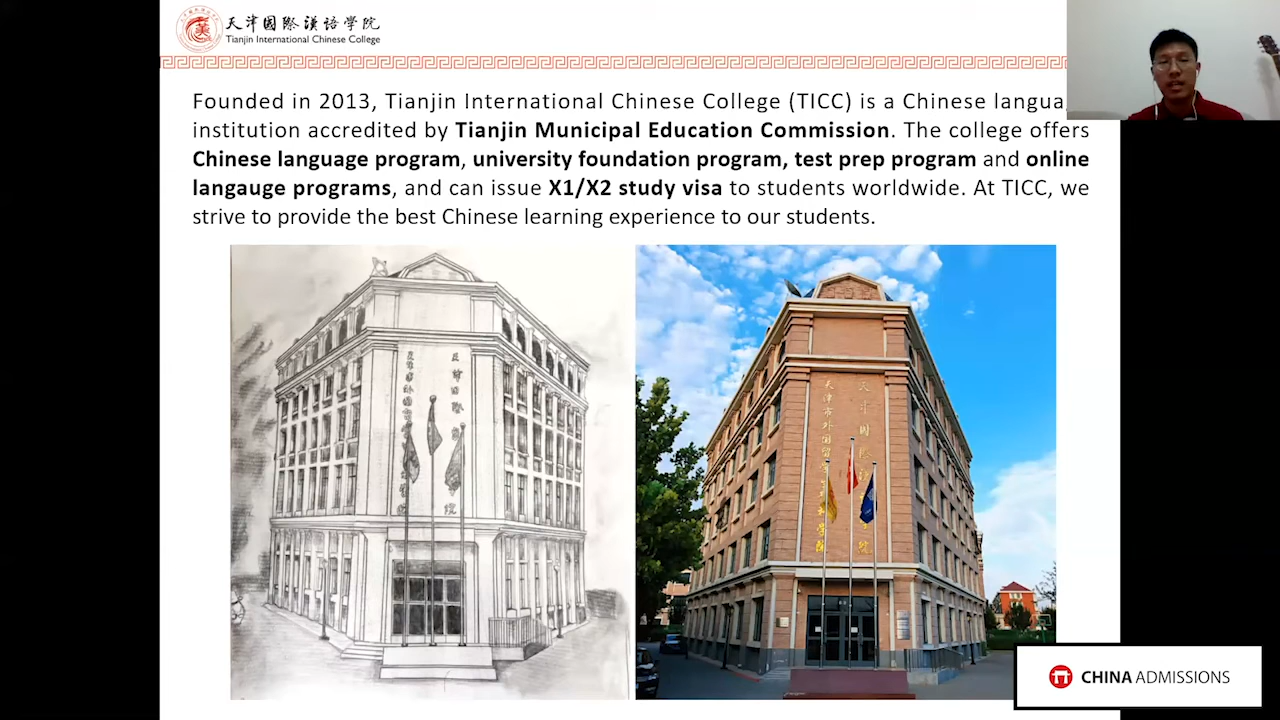 天津國際漢語學院
Tianjin International Chinese College
Founded in 2013, Tianjin International Chinese College (TICC) is a Chinese
institution accredited by Tianjin Municipal Education Commission. The college offers
Chinese language program, university foundation program, test prep program and online
langauge programs, and can issue X1/X2 study visa to students worldwide. At TICC, we
strive to provide the best Chinese learning experience to our students.
CHINA ADMISSIONS